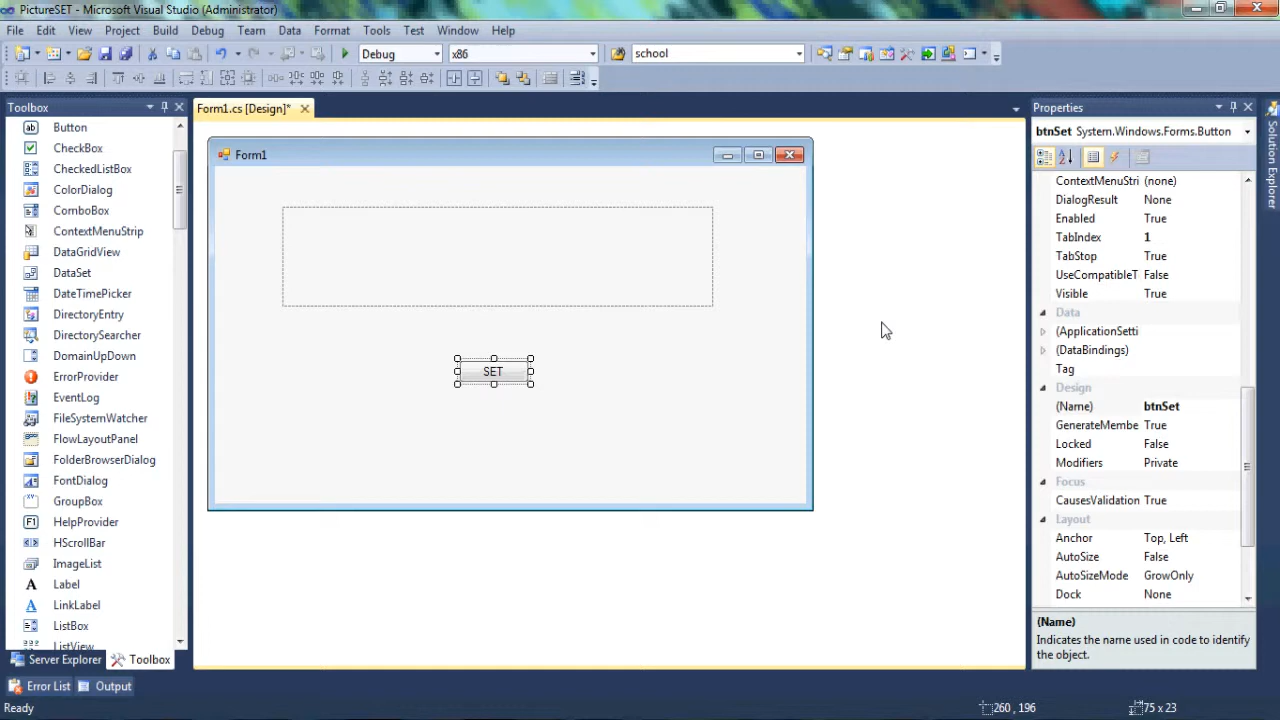 PictureSET - Microsoft Visual Studio (Administrator)
File Edit View Project Build Debug Team Data Format Tools Test Window Help
Debug x86 school
Toolbox
Form1.cs [Design]*
Properties
Button
CheckBox
CheckedListBox
ColorDialog
ComboBox
ContextMenuStrip
DataGridView
DataSet
DateTimePicker
DirectoryEntry
DirectorySearcher
DomainUpDown
ErrorProvider
EventLog
FileSystemWatcher
FlowLayoutPanel
FolderBrowserDialog
FontDialog
GroupBox
HelpProvider
HScrollBar
ImageList
Label
LinkLabel
ListBox
ListView
Server Explorer Toolbox
Form1
SET
btnSet System.Windows.Forms.Button
ContextMenuStri (none)
DialogResult None
Enabled True
TabIndex 1
TabStop True
UseCompatibleT False
Visible True
Data
(ApplicationSetti
(DataBindings)
Tag
Design
(Name) btnSet
GenerateMembe True
Locked False
Modifiers Private
Focus
CausesValidation True
Layout
Anchor Top, Left
AutoSize False
AutoSizeMode GrowOnly
Dock None
(Name)
Indicates the name used in code to identify
the object.
Solution Explorer
Error List Output
Ready 260 , 196 75 x 23